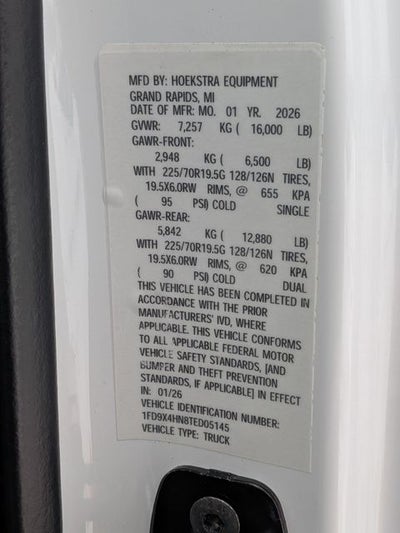 MFD BY: HOEKSTRA EQUIPMENT
GRAND RAPIDS, MI
DATE OF MFR: MO. 01 YR. 2026
GVWR: 7,257 KG ( 16,000 LB)
GAWR-FRONT:
2,948 KG ( 6,500 LB)
WITH 225/70R19.5G 128/126N TIRES,
19.5X6.0RW RIMS, @ 655 KPA
( 95 PSI) COLD SINGLE
GAWR-REAR:
5,842 KG ( 12,880 LB)
WITH 225/70R19.5G 128/126N TIRES,
19.5X6.0RW RIMS, @ 620 KPA
( 90 PSI) COLD DUAL
THIS VEHICLE HAS BEEN COMPLETED IN
ACCORDANCE WITH THE PRIOR
MANUFACTURERS' IVD, WHERE
APPLICABLE. THIS VEHICLE CONFORMS
TO ALL APPLICABLE FEDERAL MOTOR
VEHICLE SAFETY STANDARDS, [AND
BUMPER AND THEFT PREVENTION
STANDARDS, IF APPLICABLE] IN EFFECT
IN: 01/26
VEHICLE IDENTIFICATION NUMBER:
1FD9X4HN8TED05145
VEHICLE TYPE: TRUCK